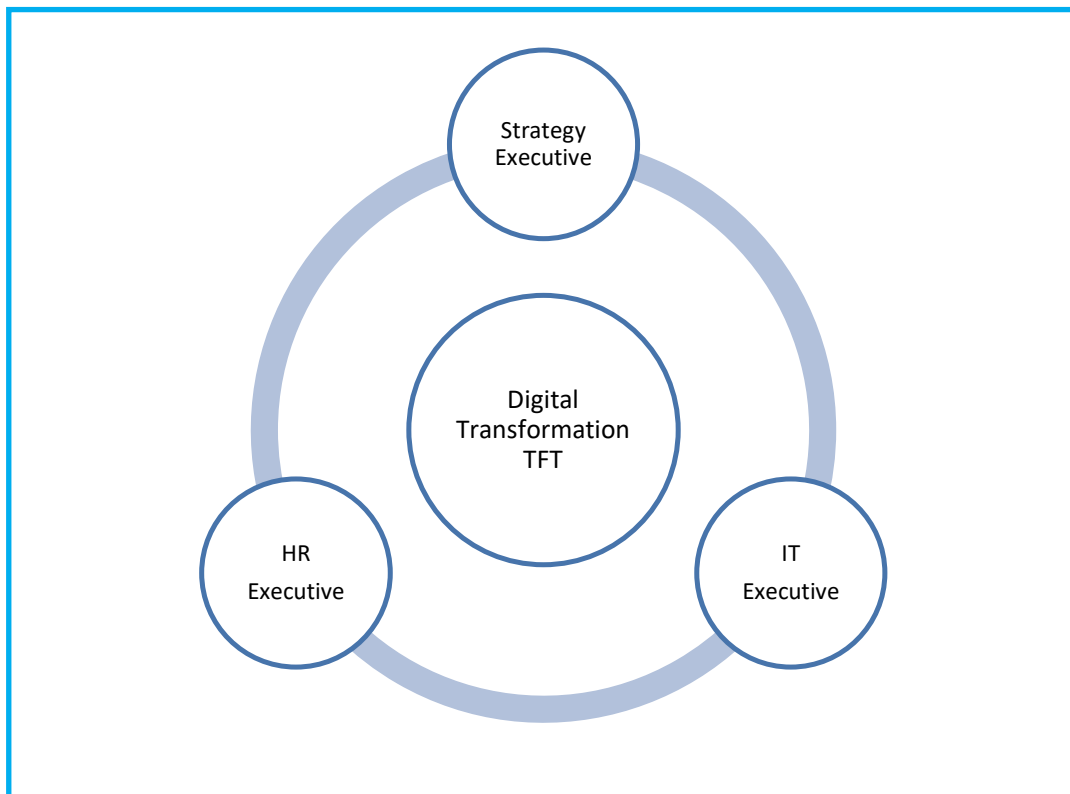 Strategy
Executive
Digital
Transformation
TFT
HR
Executive
IT
Executive